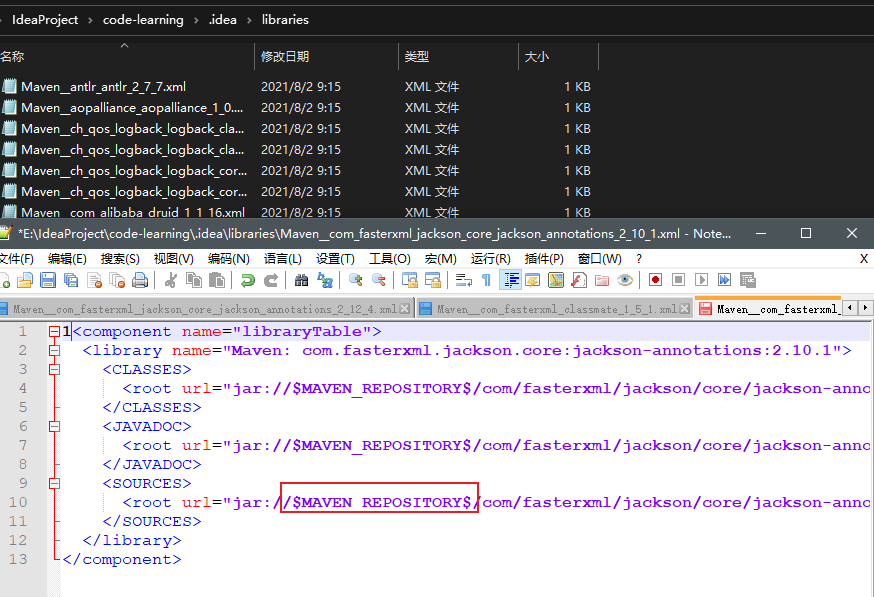 IdeaProject › code-learning › .idea › libraries
名称 修改日期 类型 大小
Maven__antlr_antlr_2_7_7.xml 2021/8/2 9:15 XML 文件 1 KB
Maven__aopalliance_aopalliance_1_0.... 2021/8/2 9:15 XML 文件 1 KB
Maven__ch_qos_logback_logback_cla... 2021/8/2 9:15 XML 文件 1 KB
Maven__ch_qos_logback_logback_cla... 2021/8/2 9:15 XML 文件 1 KB
Maven__ch_qos_logback_logback_cor... 2021/8/2 9:15 XML 文件 1 KB
Maven__ch_qos_logback_logback_cor... 2021/8/2 9:15 XML 文件 1 KB
Maven__com_alibaba_druid_1_1_16.xml 2021/8/2 9:15 XML 文件 1 KB
*E:\IdeaProject\code-learning\.idea\libraries\Maven__com_fasterxml_jackson_core_jackson_annotations_2_10_1.xml - Note...
文件(F) 编辑(E) 搜索(S) 视图(V) 编码(N) 语言(L) 设置(T) 工具(O) 宏(M) 运行(R) 插件(P) 窗口(W) ? X
Maven__com_fasterxml_jackson_annotations_2_12_4.xml Maven__com_fasterxml_classmate_1_5_1.xml Maven__com_fasterxml_
1 1<component name="libraryTable">
2 <library name="Maven: com.fasterxml.jackson.core:jackson-annotations:2.10.1">
3 <CLASSES>
4 <root url="jar://$MAVEN_REPOSITORY$/com/fasterxml/jackson/core/jackson-anno
5 </CLASSES>
6 <JAVADOC>
7 <root url="jar://$MAVEN_REPOSITORY$/com/fasterxml/jackson/core/jackson-anno
8 </JAVADOC>
9 <SOURCES>
10 <root url="jar://$MAVEN_REPOSITORY$/com/fasterxml/jackson/core/jackson-anno
11 </SOURCES>
12 </library>
13 </component>